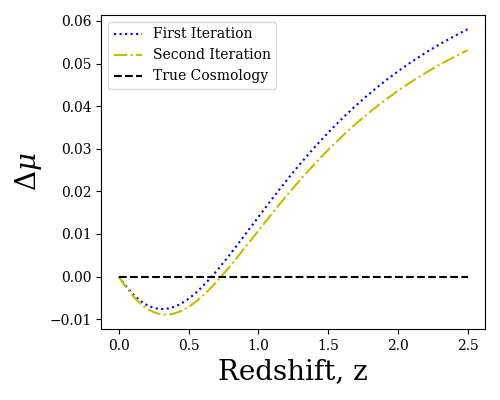 First Iteration
Second Iteration
True Cosmology
0.06
0.05
0.04
0.03
0.02
0.01
0.00
−0.01
Δμ
0.0 0.5 1.0 1.5 2.0 2.5
Redshift, z